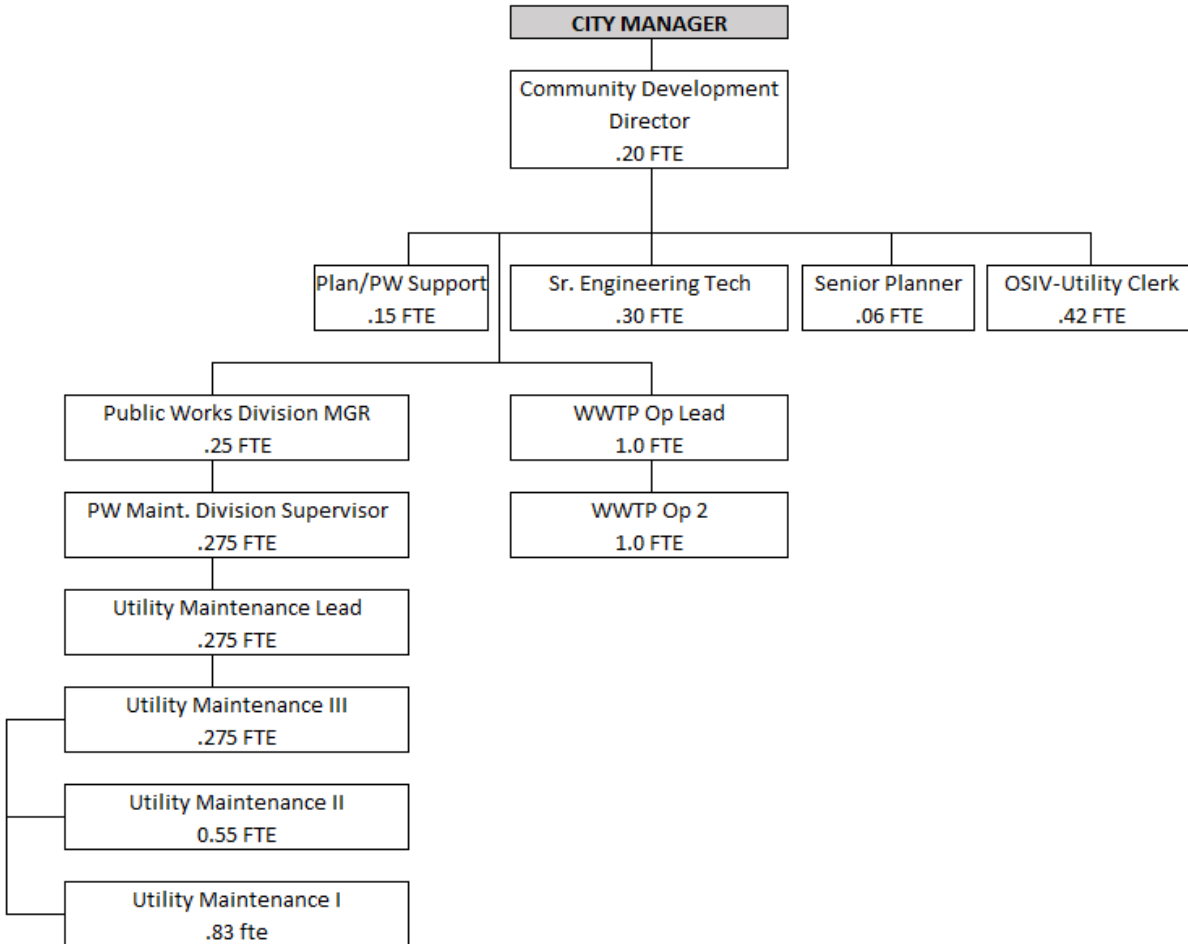 CITY MANAGER
Community Development
Director
.20 FTE
Plan/PW Support
.15 FTE
Sr. Engineering Tech
.30 FTE
Senior Planner
.06 FTE
OSIV-Utility Clerk
.42 FTE
Public Works Division MGR
.25 FTE
WWTP Op Lead
1.0 FTE
PW Maint. Division Supervisor
.275 FTE
WWTP Op 2
1.0 FTE
Utility Maintenance Lead
.275 FTE
Utility Maintenance III
.275 FTE
Utility Maintenance II
0.55 FTE
Utility Maintenance I
.83 fte